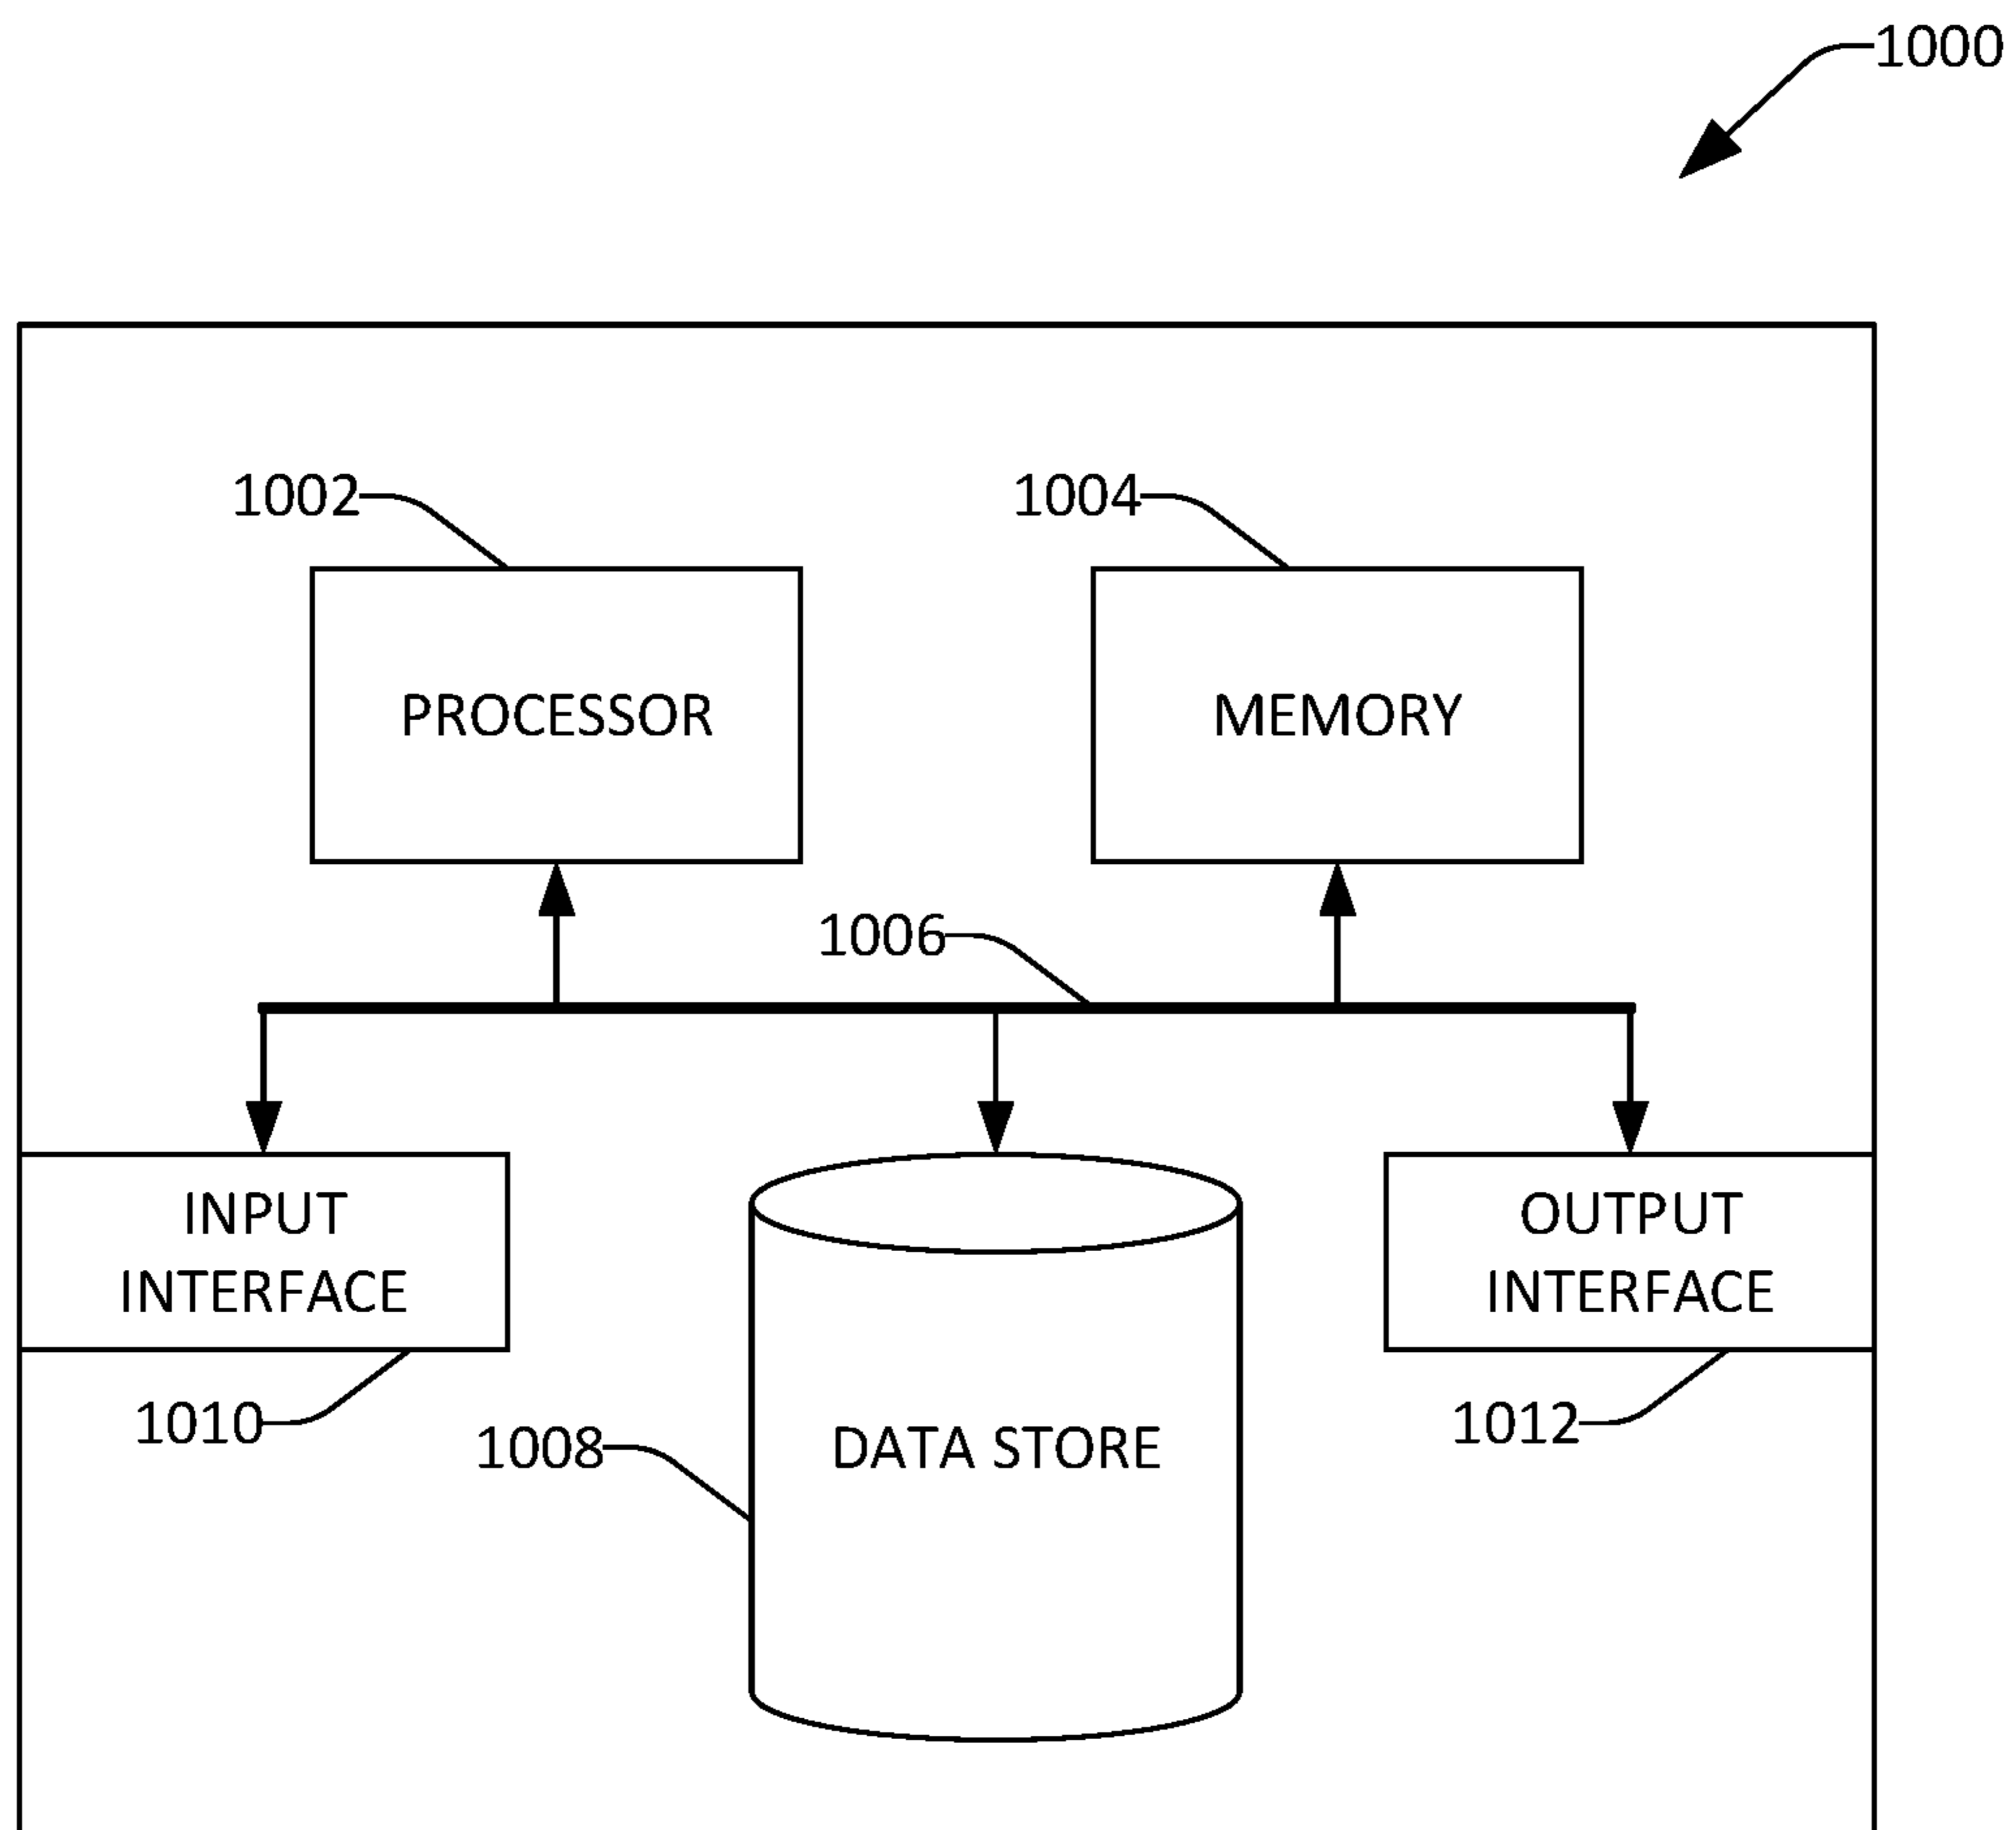 1000
1002
1004
PROCESSOR
MEMORY
1006
INPUT
INTERFACE
OUTPUT
INTERFACE
1010
1008
DATA STORE
1012